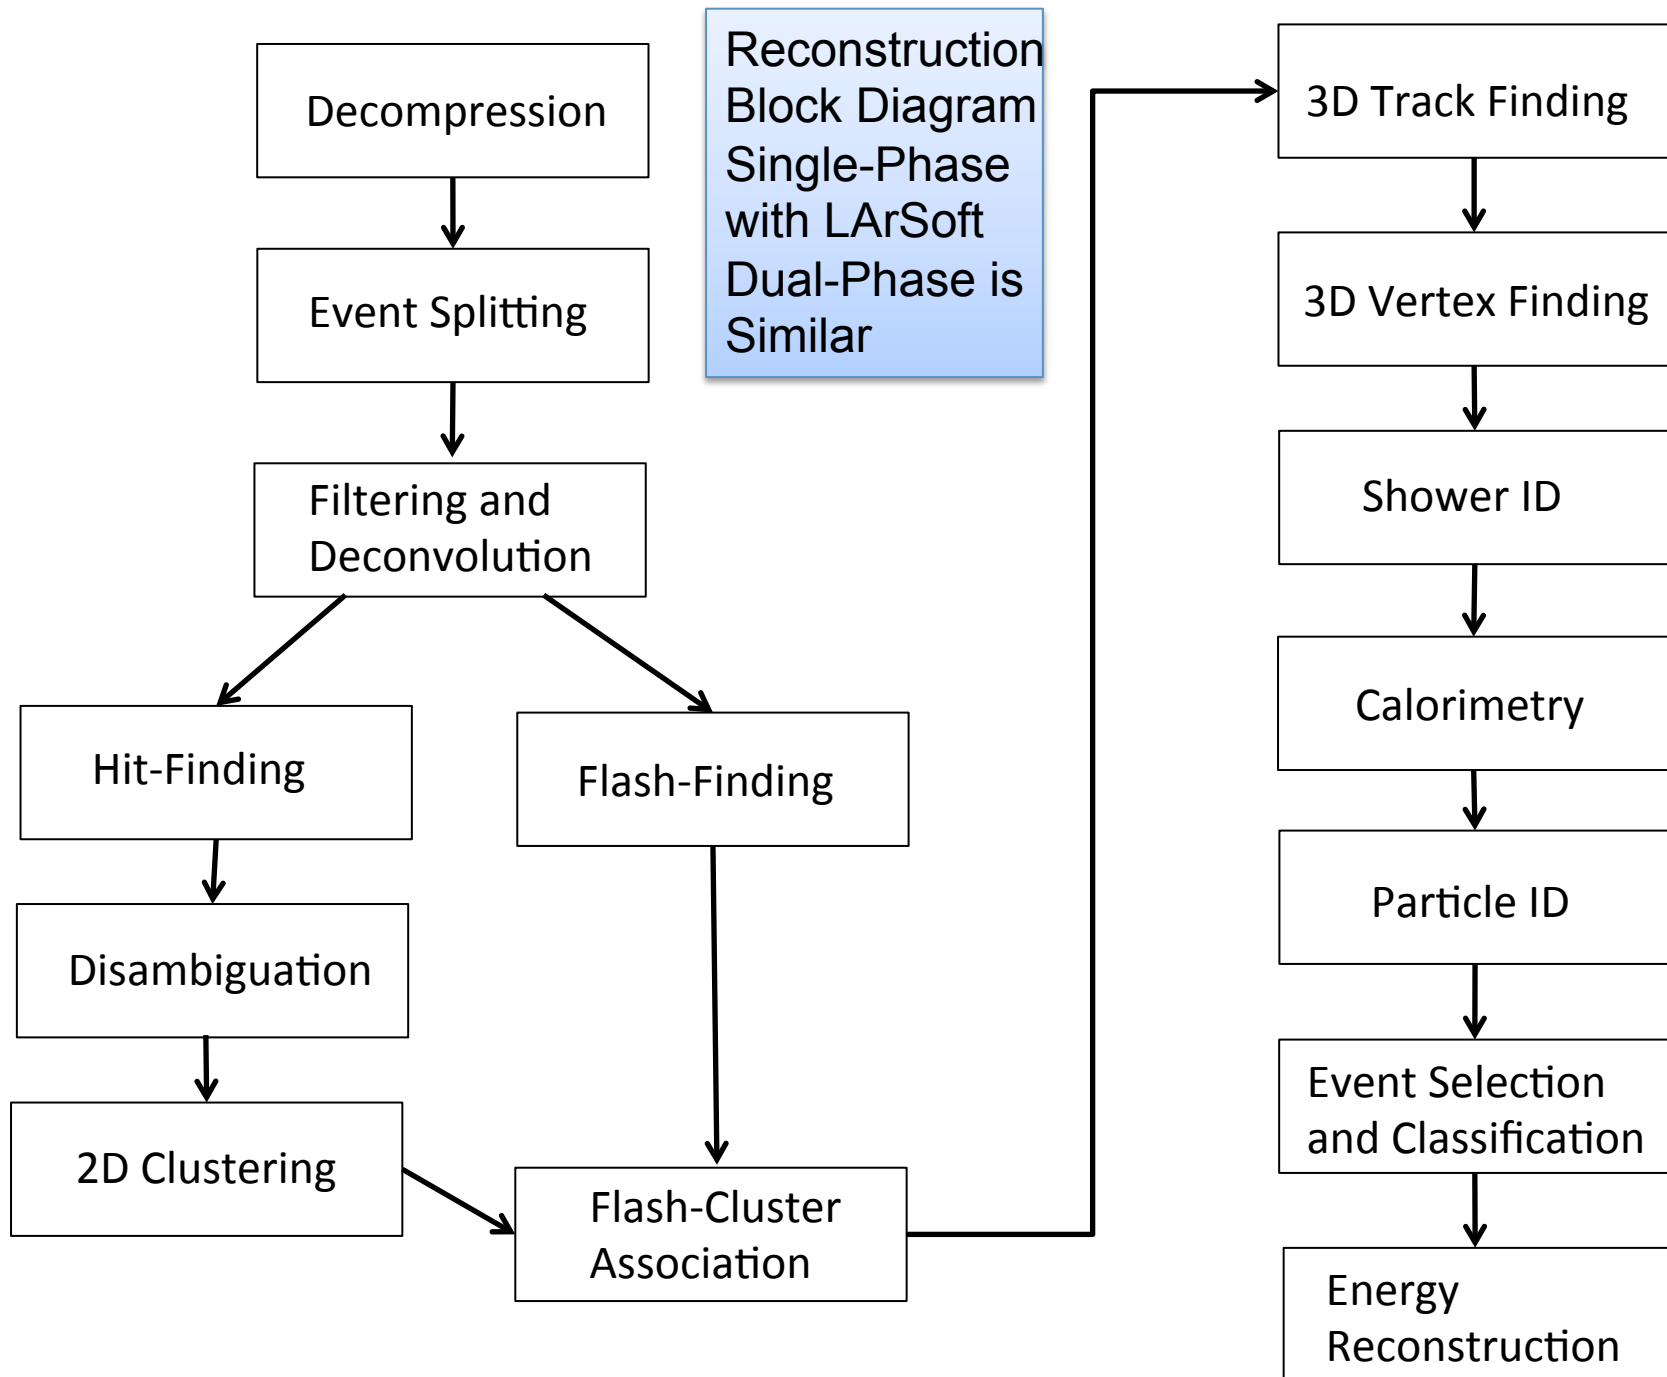 Decompression
Event Splitting
Filtering and
Deconvolution
Hit-Finding
Flash-Finding
Disambiguation
2D Clustering
Flash-Cluster
Association
Reconstruction
Block Diagram
Single-Phase
with LArSoft
Dual-Phase is
Similar
3D Track Finding
3D Vertex Finding
Shower ID
Calorimetry
Particle ID
Event Selection
and Classification
Energy
Reconstruction